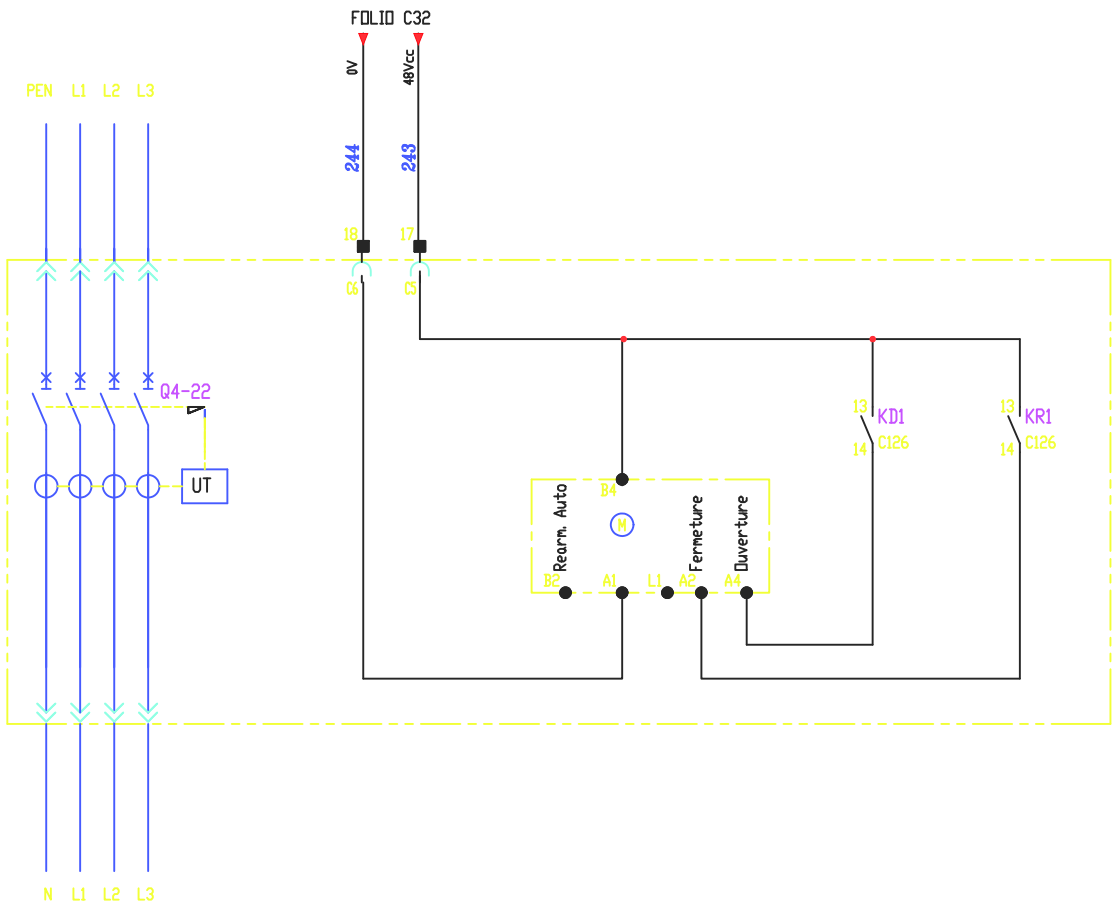 FOLIO C32
0V
48Vcc
PEN L1 L2 L3
244
243
18
17
C6
C5
Q4-22
13
KD1
14
C126
13
KR1
14
C126
UT
B4
M
Rearm. Auto
Fermeture
Ouverture
B2
A1
L1
A2
A4
N L1 L2 L3